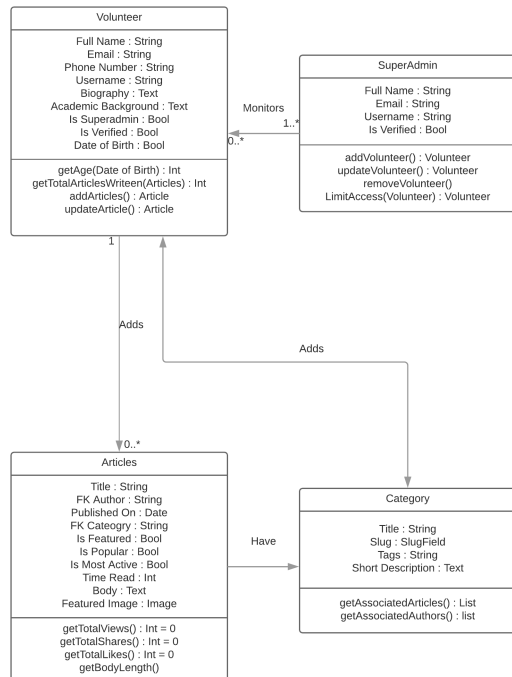 Volunteer
Full Name : String
Email : String
Phone Number : String
Username : String
Biography : Text
Academic Background : Text
Is Superadmin : Bool
Is Verified : Bool
Date of Birth : Bool
getAge(Date of Birth) : Int
getTotalArticlesWriteen(Articles) : Int
addArticles() : Article
updateArticle() : Article
SuperAdmin
Full Name : String
Email : String
Username : String
Is Verified : Bool
addVolunteer() : Volunteer
updateVolunteer() : Volunteer
removeVolunteer()
LimitAccess(Volunteer) : Volunteer
Monitors
1..*
0..*
1
Adds
0..*
Adds
Articles
Title : String
FK Author : String
Published On : Date
FK Cateogry : String
Is Featured : Bool
Is Popular : Bool
Is Most Active : Bool
Time Read : Int
Body : Text
Featured Image : Image
getTotalViews() : Int = 0
getTotalShares() : Int = 0
getTotalLikes() : Int = 0
getBodyLength()
Have
Category
Title : String
Slug : SlugField
Tags : String
Short Description : Text
getAssociatedArticles() : List
getAssociatedAuthors() : list